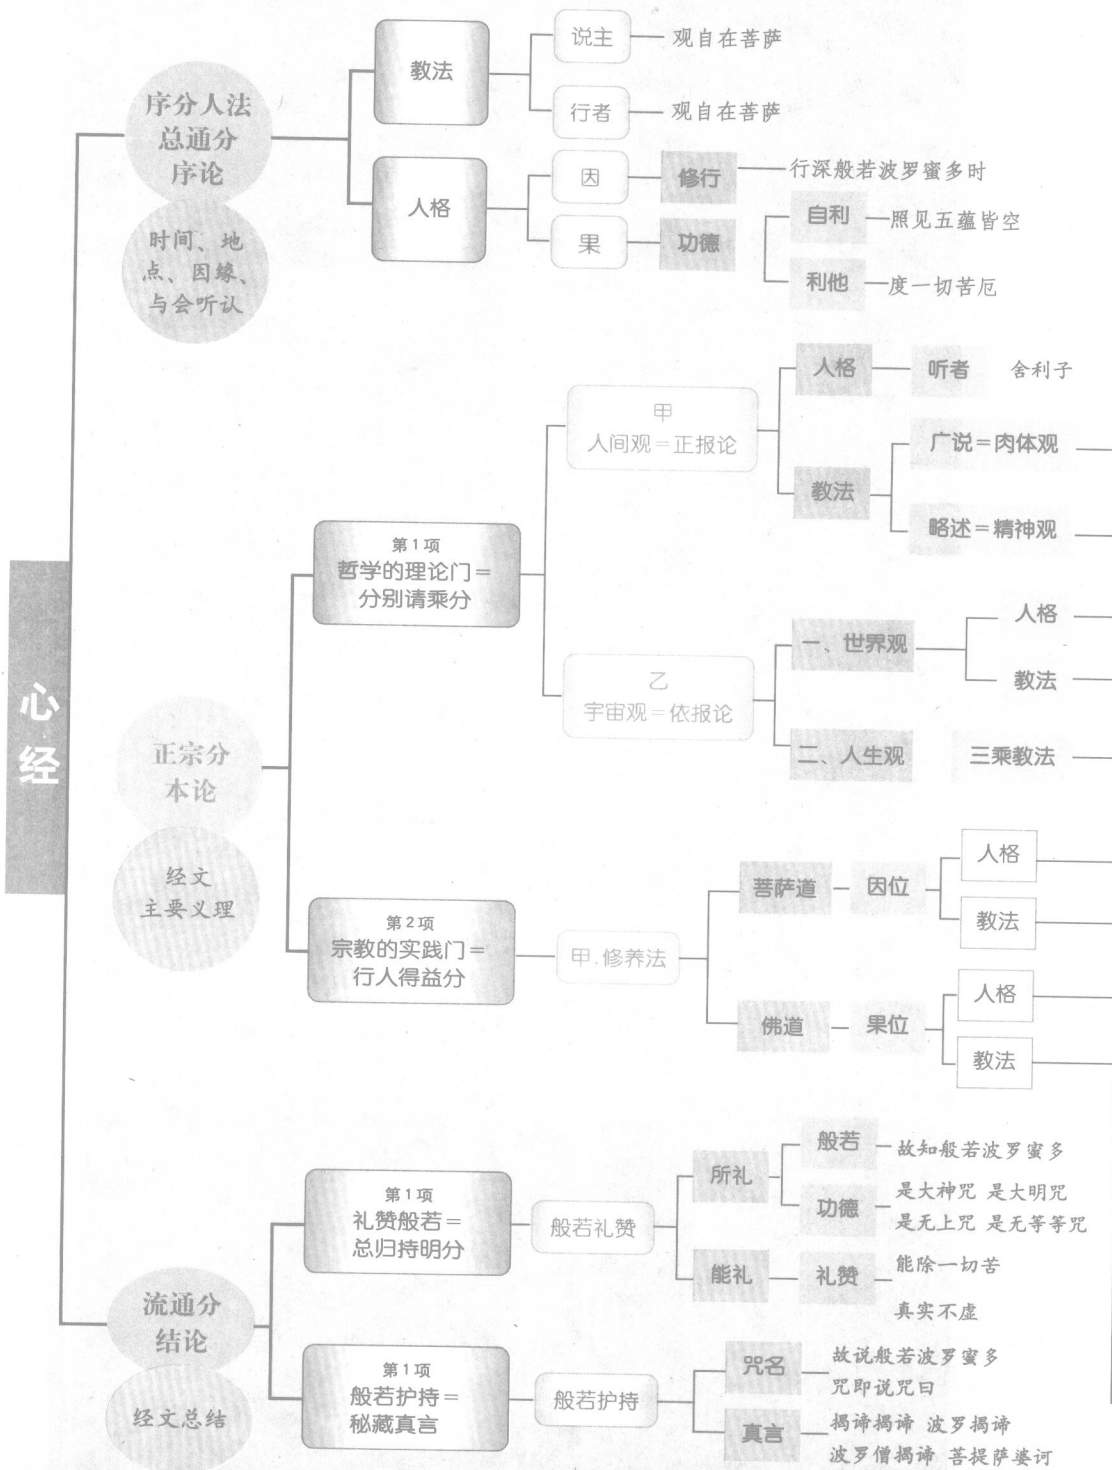 心
经
序分人法
总通分
序论
时间、地
点、因缘、
与会听认
教法
说主
观自在菩萨
行者
观自在菩萨
人格
因
修行
行深般若波罗蜜多时
果
功德
自利
照见五蕴皆空
利他
度一切苦厄
正宗分
本论
经文
主要义理
第1项
哲学的理论门=
分别请乘分
甲
人间观=正报论
人格
听者
舍利子
教法
广说=肉体观
略述=精神观
乙
宇宙观=依报论
一、世界观
人格
教法
二、人生观
三乘教法
第2项
宗教的实践门=
行人得益分
甲.修养法
菩萨道
因位
人格
教法
佛道
果位
人格
教法
流通分
结论
经文总结
第1项
礼赞般若=
总归持明分
般若礼赞
所礼
般若
故知般若波罗蜜多
功德
是大神咒 是大明咒
是无上咒 是无等等咒
能礼
礼赞
能除一切苦
真实不虚
第1项
般若护持=
秘藏真言
般若护持
咒名
故说般若波罗蜜多
咒即说咒曰
真言
揭谛揭谛 波罗揭谛
波罗僧揭谛 菩提萨婆诃